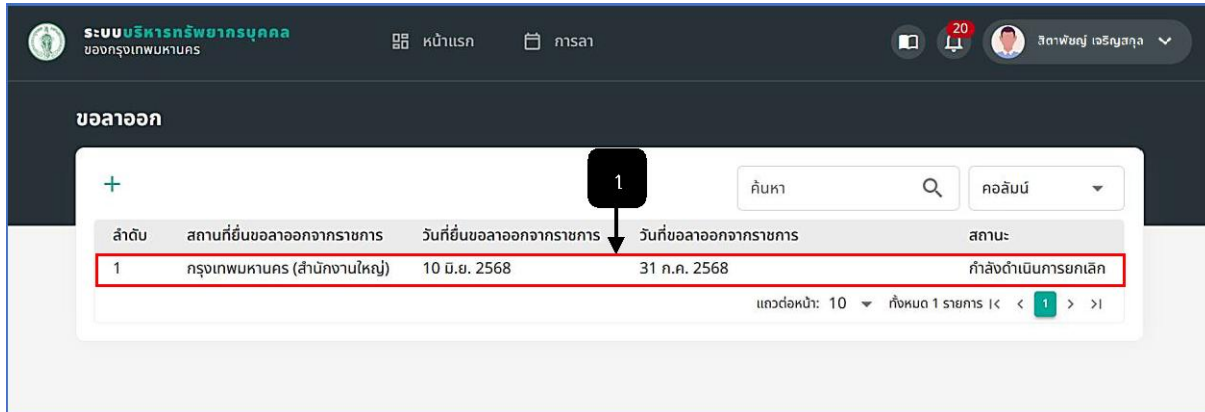 ระบบบริหารทรัพยากรบุคคล
ของกรุงเทพมหานคร
หน้าแรก
การลา
20
สิตาพัชญ์ เจริญสกุล
ขอลาออก
1
ค้นหา
คอลัมน์
ลำดับ สถานที่ยื่นขอลาออกจากราชการ วันที่ยื่นขอลาออกจากราชการ วันที่ขอลาออกจากราชการ สถานะ
1 กรุงเทพมหานคร (สำนักงานใหญ่) 10 มิ.ย. 2568 31 ก.ค. 2568 กำลังดำเนินการยกเลิก
แถวต่อหน้า: 10 ทั้งหมด 1 รายการ |< < 1 > >|